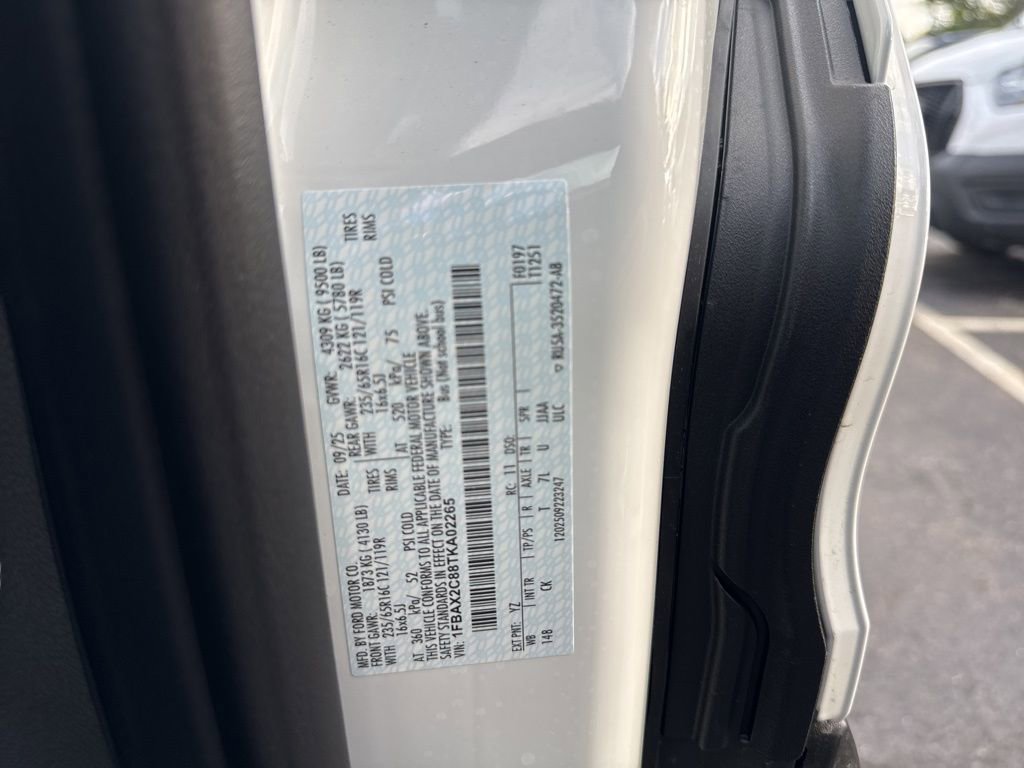 MFD. BY FORD MOTOR CO.
DATE: 09/25 GVWR: 4309 KG ( 9500 LB)
FRONT GAWR: 1873 KG ( 4130 LB) REAR GAWR: 2622 KG ( 5780 LB)
WITH 235/65R16C 121/119R TIRES WITH 235/65R16C 121/119R TIRES
16x6.5J RIMS 16x6.5J RIMS
AT 360 kPa/ 52 PSI COLD AT 520 kPa/ 75 PSI COLD
THIS VEHICLE CONFORMS TO ALL APPLICABLE FEDERAL MOTOR VEHICLE
SAFETY STANDARDS IN EFFECT ON THE DATE OF MANUFACTURE SHOWN ABOVE.
VIN: 1FBAX2C88TKA02265 TYPE: Bus (Not school bus)
EXT PNT: YZ RC: 11 DSO: F0197
WB INT TR TP/PS R AXLE TR SPR T1251
148 CK T 7L U JJAA
ULC
1202509223247 RU5A-3520472-AB